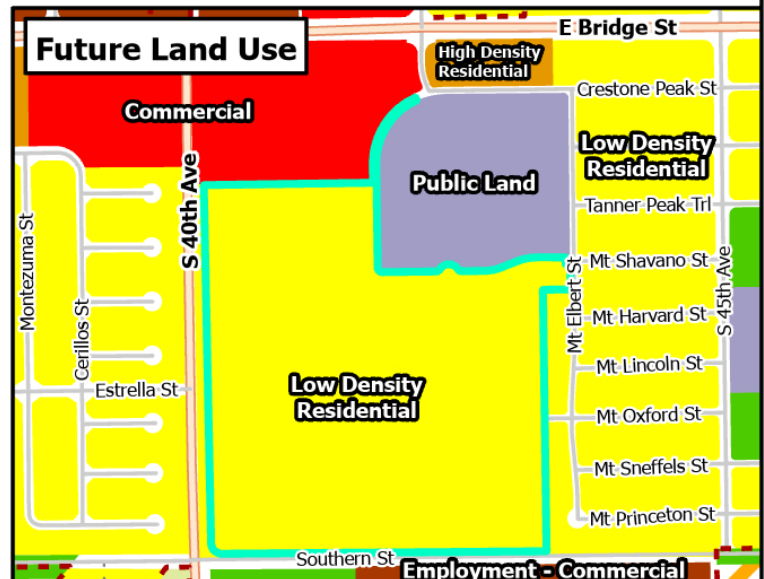 Future Land Use
E Bridge St
High Density
Residential
Crestone Peak St
Commercial
Low Density
Residential
S 40th Ave
Public Land
Tanner Peak Trl
Montezuma St
Mt Shavano St
S 45th Ave
Mt Elbert St
Cerillos St
Mt Harvard St
Mt Lincoln St
Estrella St
Low Density
Residential
Mt Oxford St
Mt Sneffels St
Mt Princeton St
Southern St
Employment - Commercial